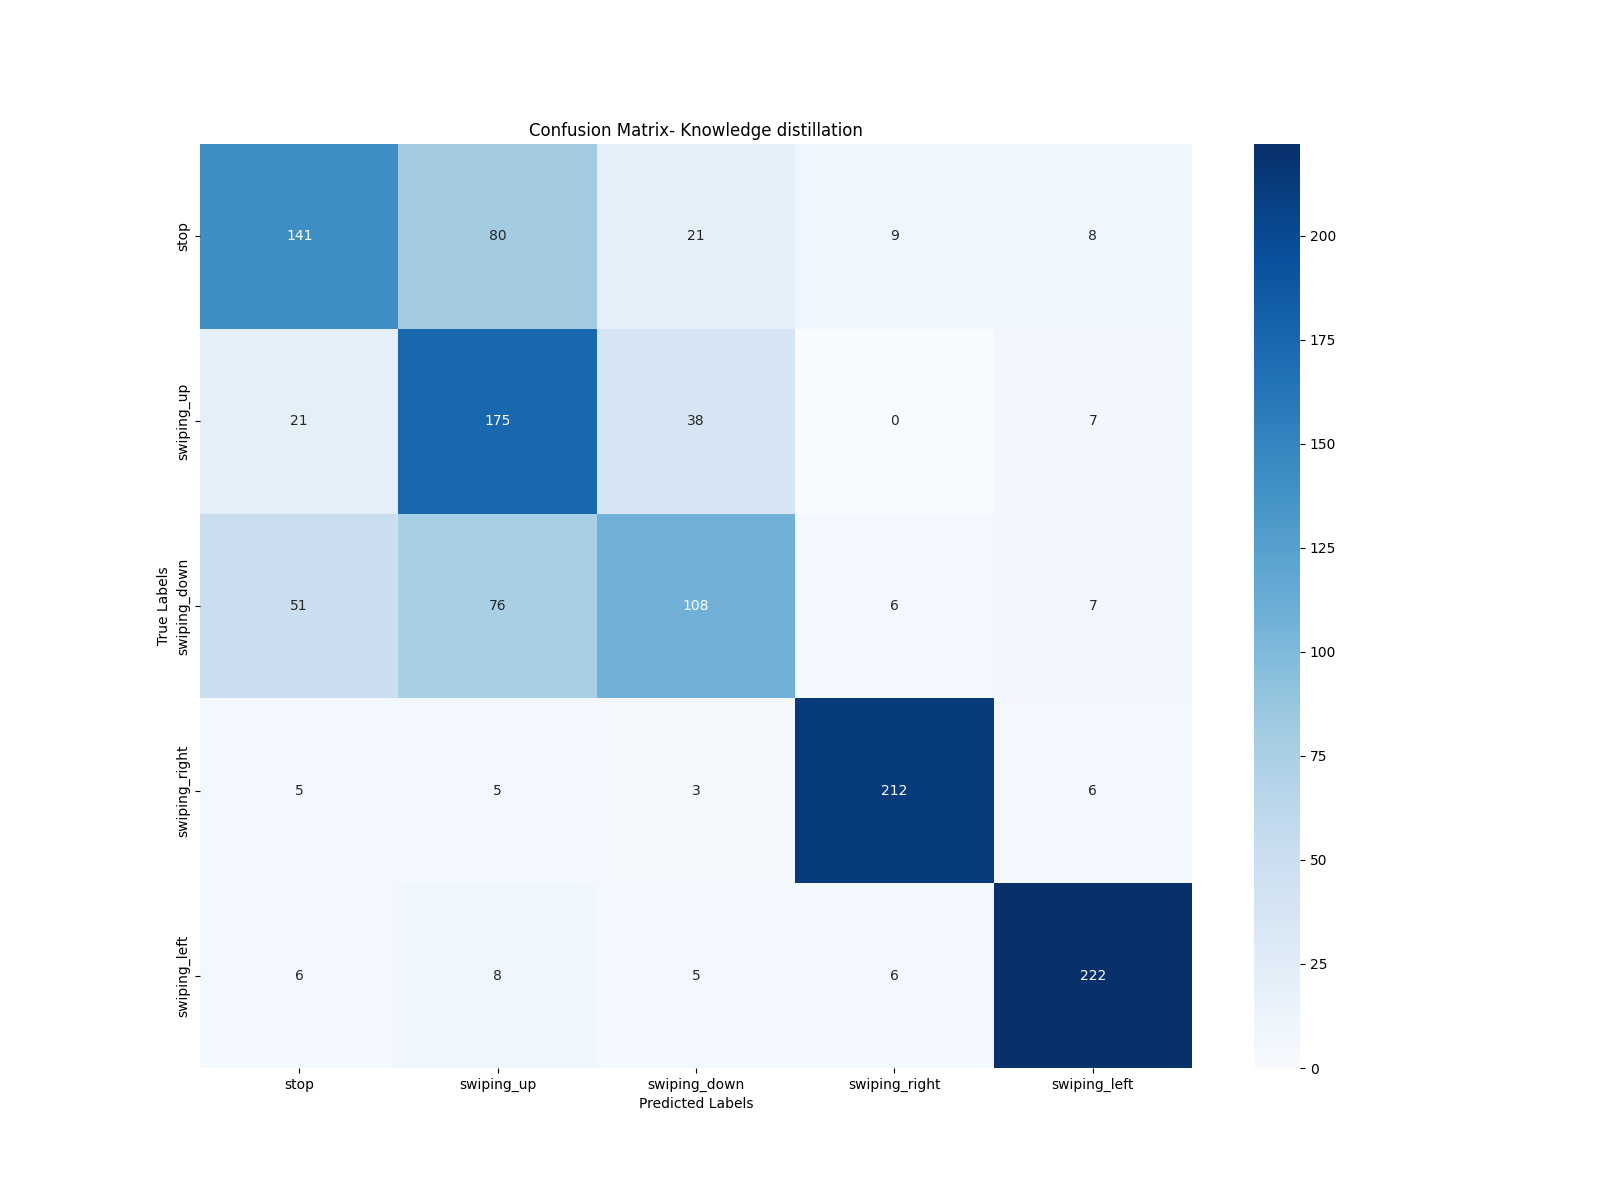 Confusion Matrix- Knowledge distillation
True Labels
stop
141 80 21 9 8
swiping_up
21 175 38 0 7
swiping_down
51 76 108 6 7
swiping_right
5 5 3 212 6
swiping_left
6 8 5 6 222
stop swiping_up swiping_down swiping_right swiping_left
Predicted Labels
200
175
150
125
100
75
50
25
0